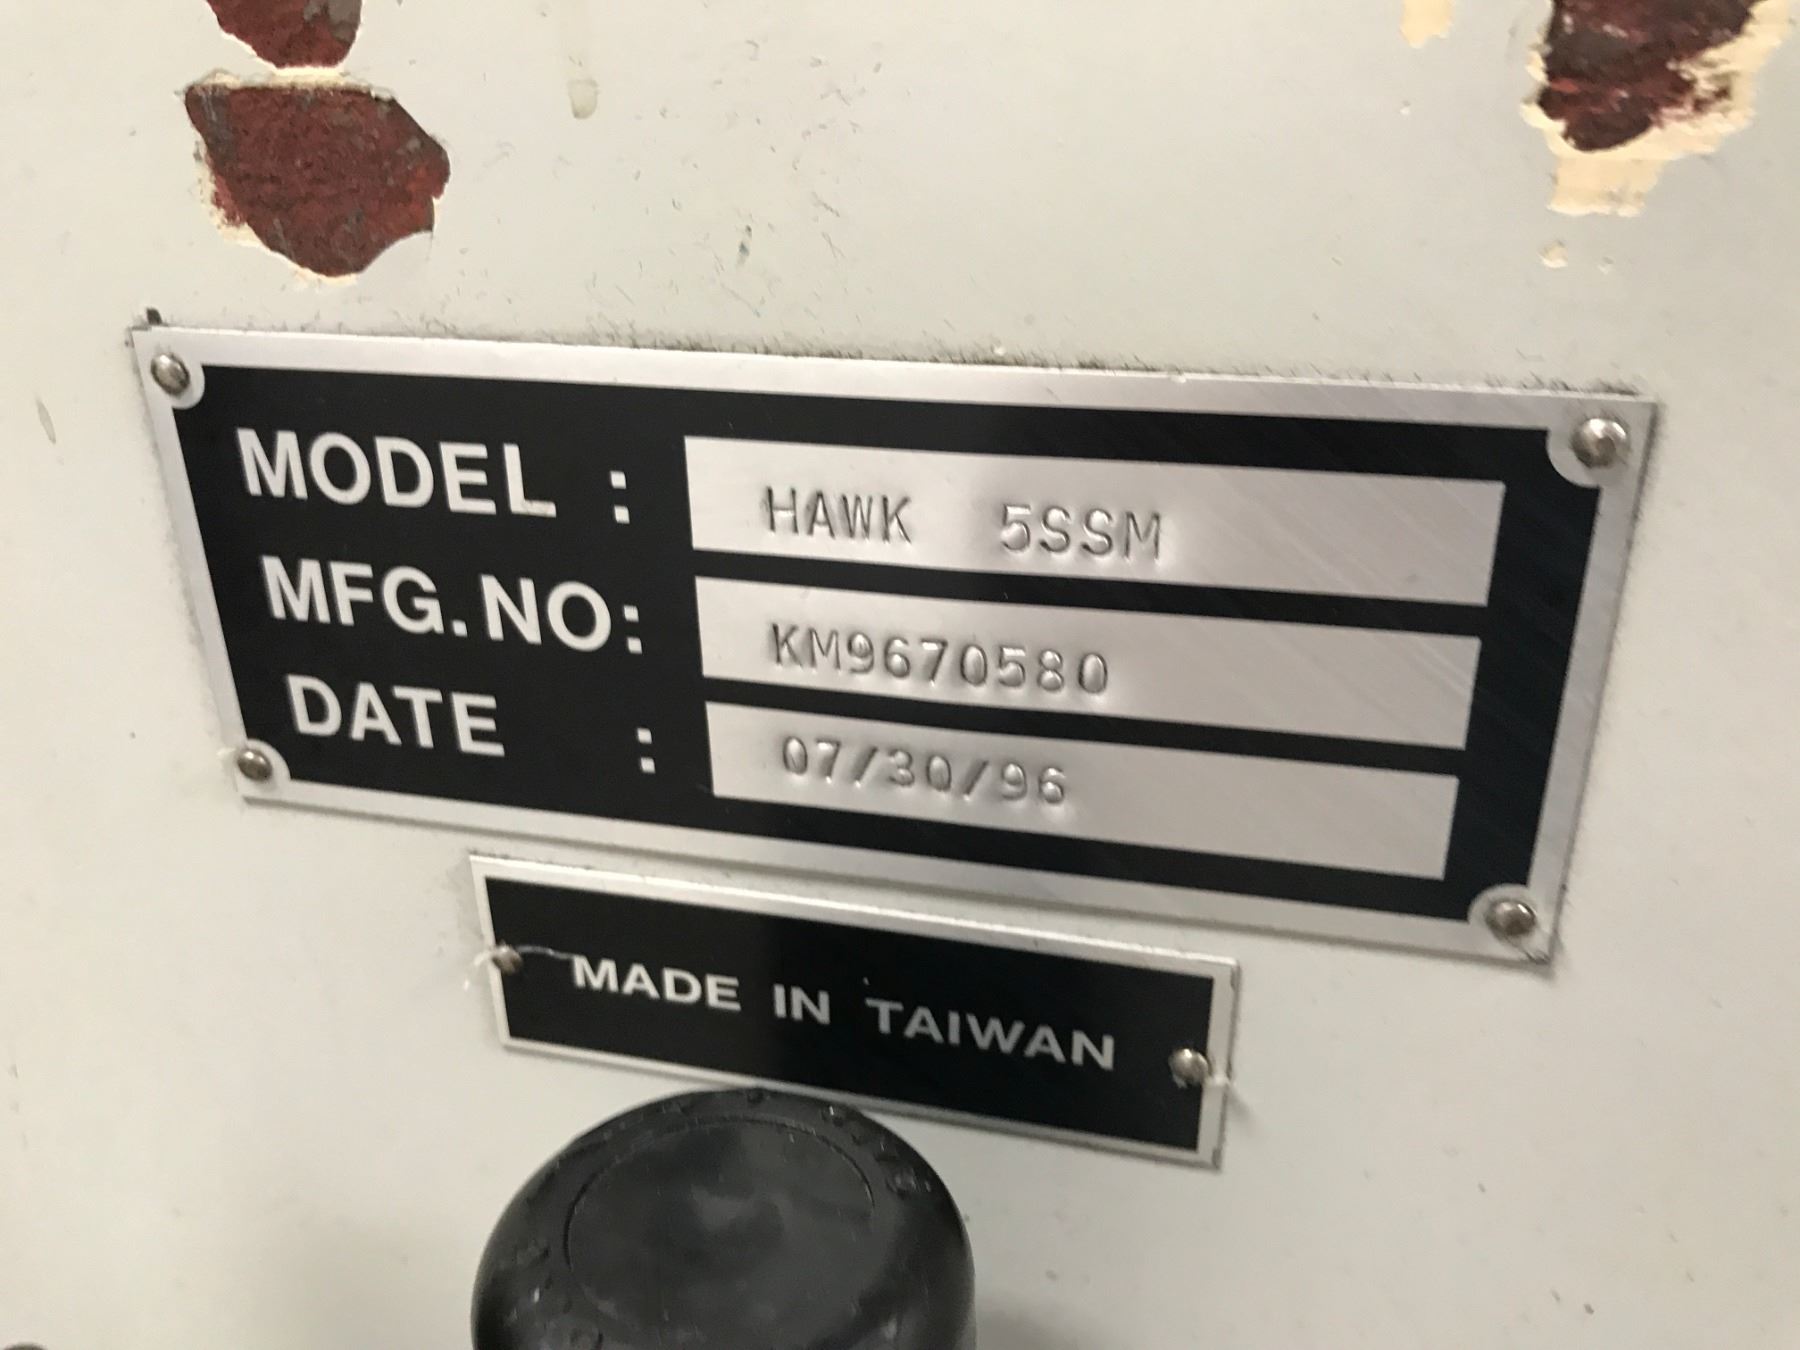 MODEL : HAWK 5SSM
MFG. NO: KM9670580
DATE : 07/30/96
MADE IN TAIWAN